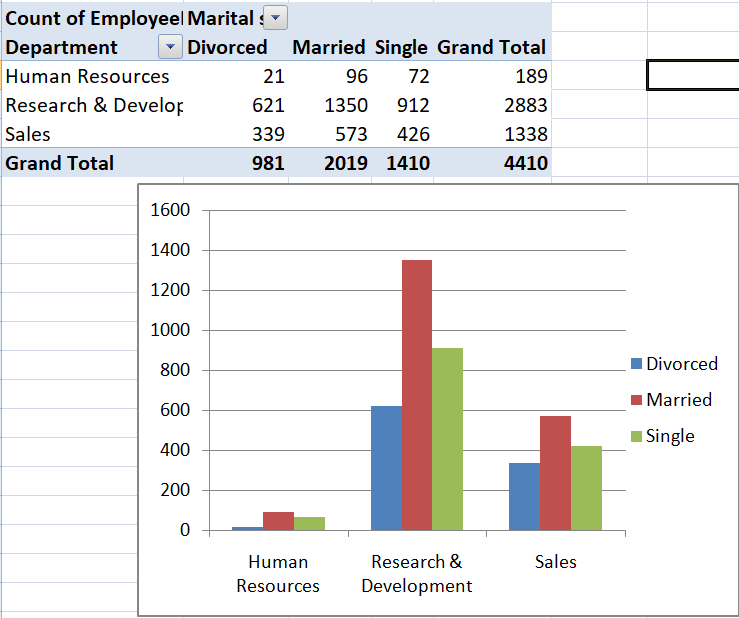 Count of Employee Marital s
Department Divorced Married Single Grand Total
Human Resources 21 96 72 189
Research & Develop 621 1350 912 2883
Sales 339 573 426 1338
Grand Total 981 2019 1410 4410
1600
1400
1200
1000
800
600
400
200
0
Divorced
Married
Single
Human
Resources
Research &
Development
Sales